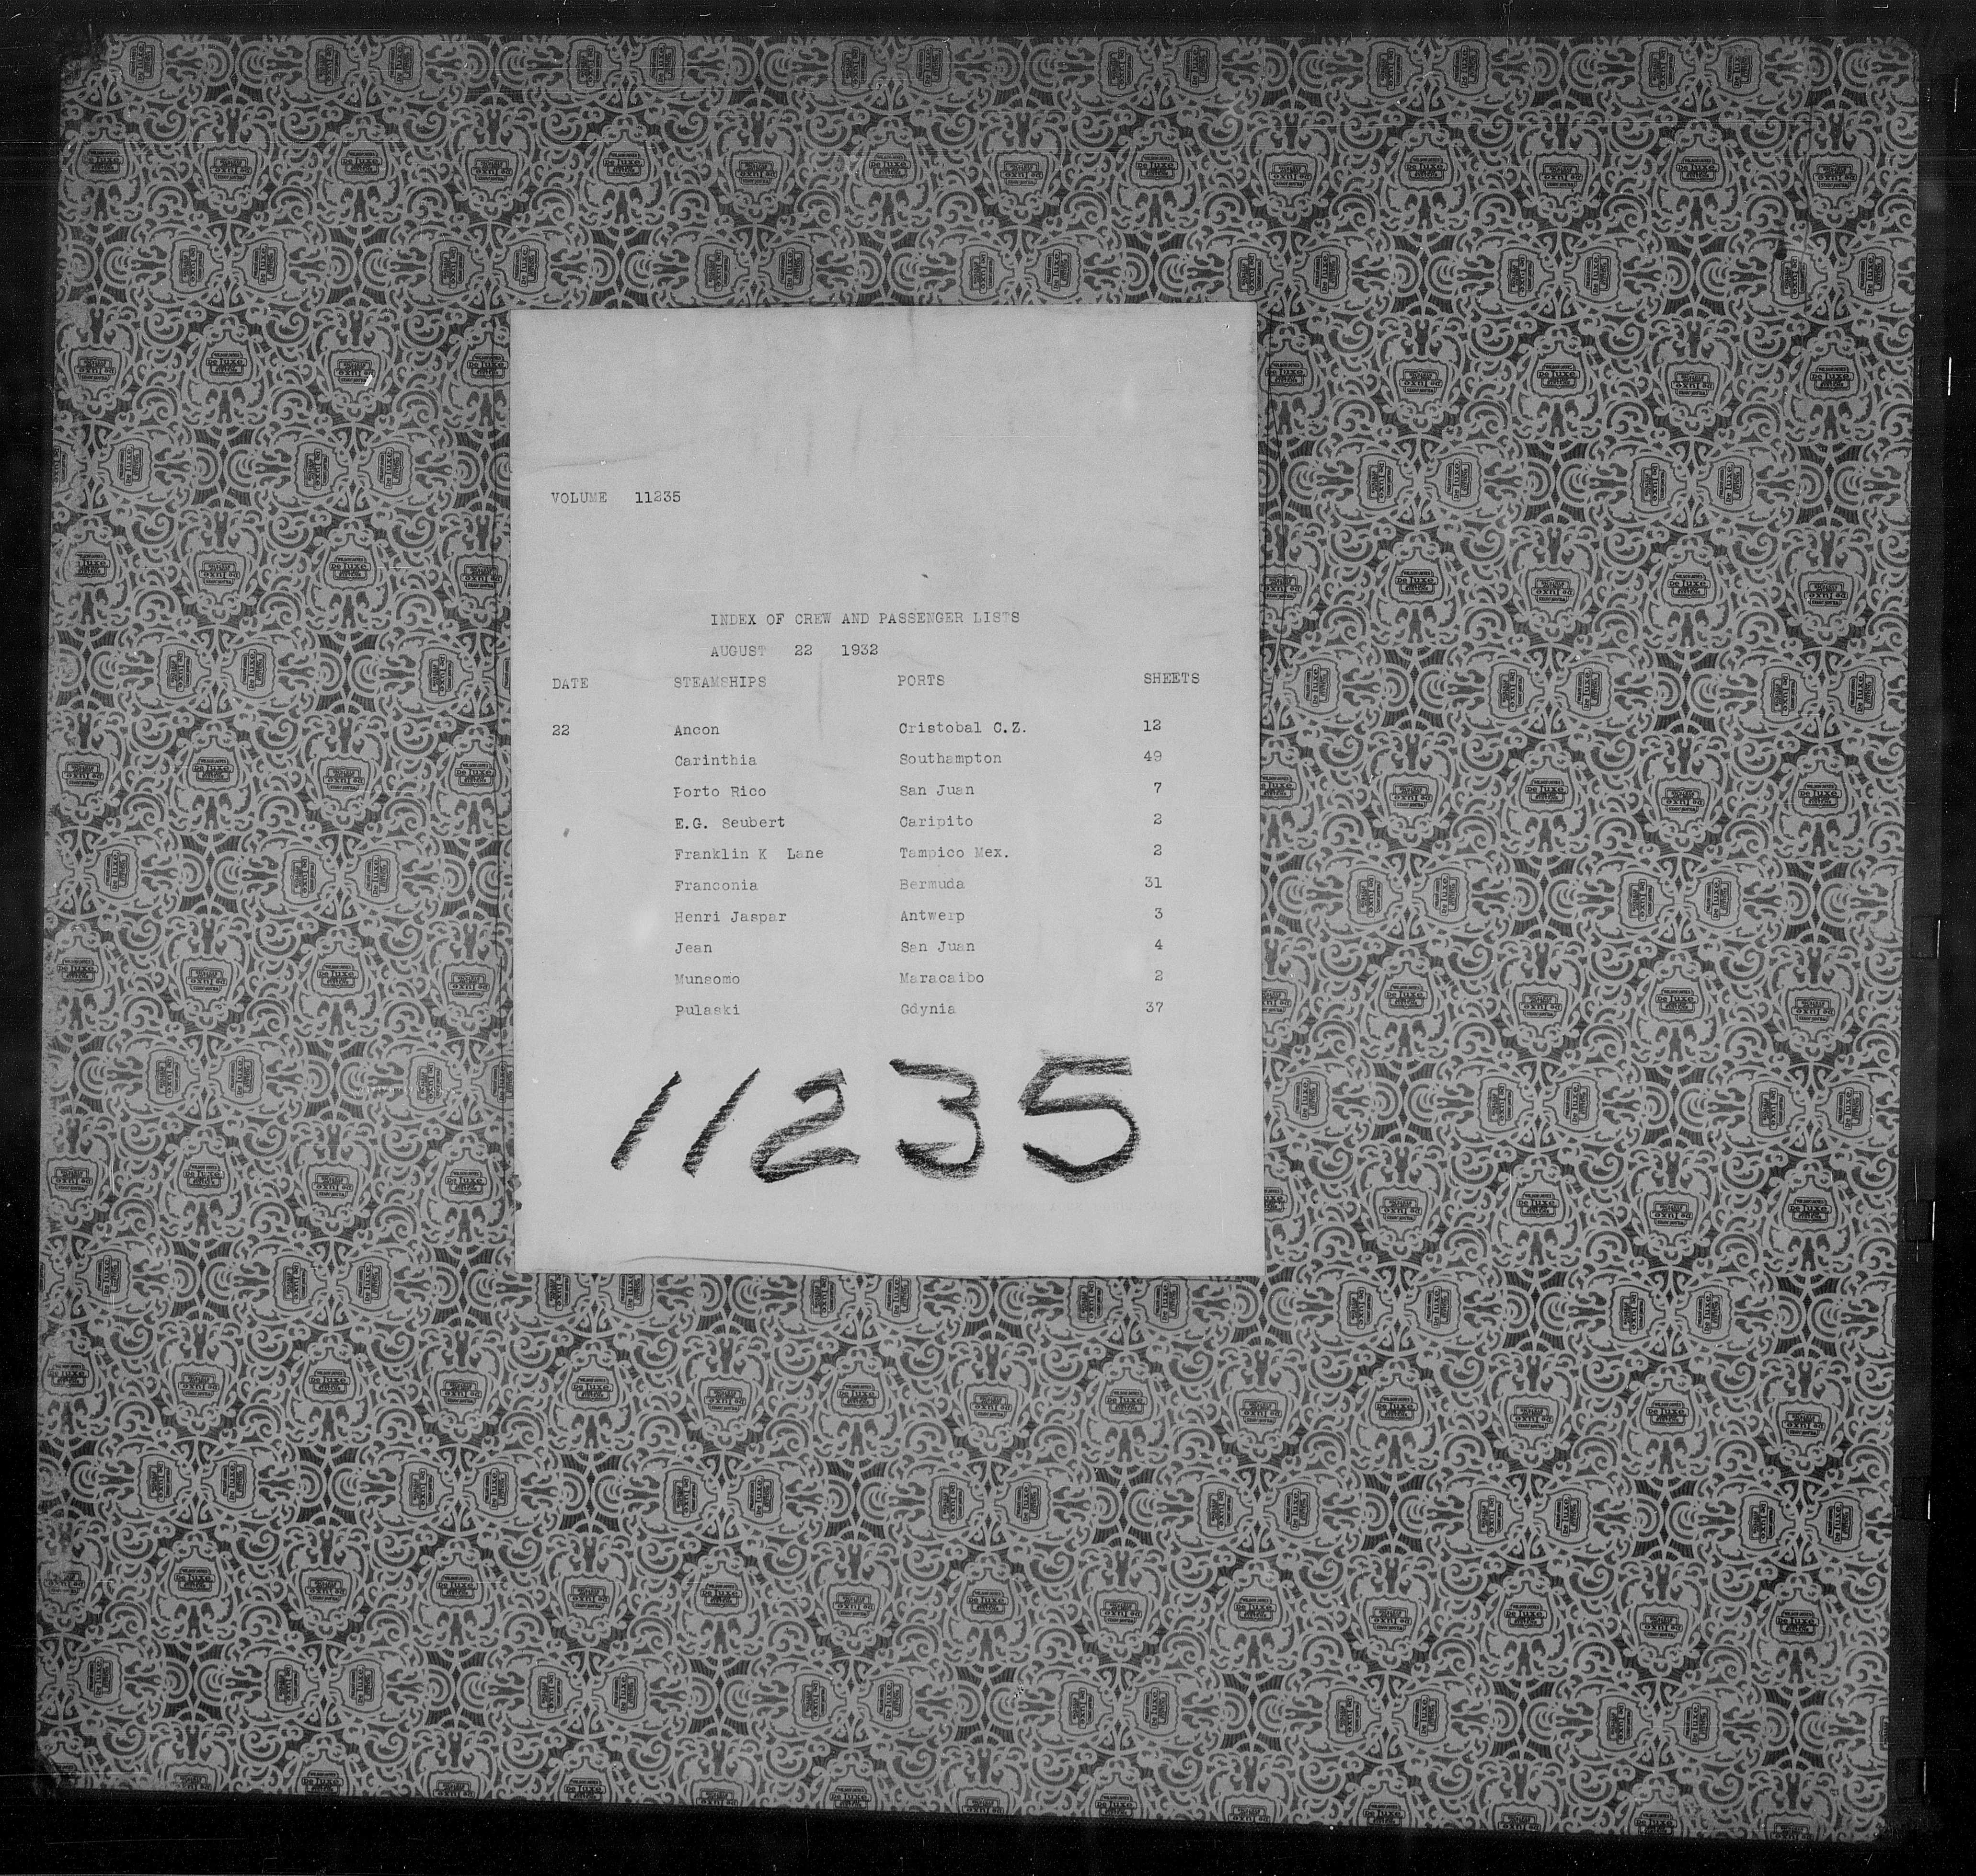 VOLUME 11235
INDEX OF CREW AND PASSENGER LISTS
AUGUST 22 1932
DATE STEAMSHIPS PORTS SHEETS
22 Ancon Cristobal C.Z. 12
Carinthia Southampton 49
Porto Rico San Juan 7
E.G. Seubert Caripito 2
Franklin K Lane Tampico Mex. 2
Franconia Bermuda 31
Henri Jaspar Antwerp 3
Jean San Juan 4
Munsomo Maracaibo 2
Pulaski Gdynia 37
11235